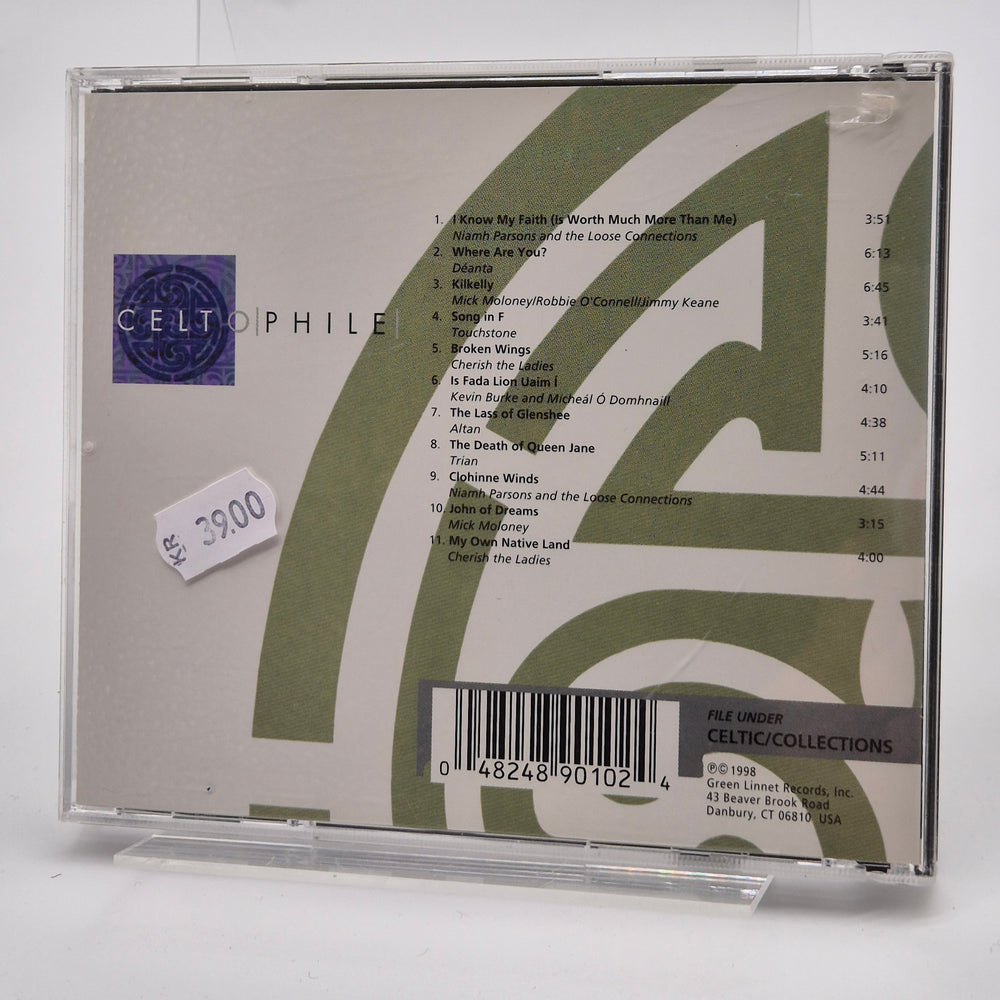 1. I Know My Faith (is Worth Much More Than Me) 3:51
Niamh Parsons and the Loose Connections
2. Where Are You? 6:13
Déanta
3. Kilkelly 6:45
Mick Moloney/Robbie O'Connell/Jimmy Keane
4. Song in F 3:41
Touchstone
5. Broken Wings 5:16
Cherish the Ladies
6. Is Fada Lion Uaim Í 4:10
Kevin Burke and Micheál Ó Domhnaill
7. The Lass of Glenshee 4:38
Altan
8. The Death of Queen Jane 5:11
Trian
9. Clohinne Winds 4:44
Niamh Parsons and the Loose Connections
10. John of Dreams 3:15
Mick Moloney
11. My Own Native Land 4:00
Cherish the Ladies
CELTO|PHILE|
KR 39.00
0 48248 90102 4
FILE UNDER
CELTIC/COLLECTIONS
℗© 1998
Green Linnet Records, Inc.
43 Beaver Brook Road
Danbury, CT 06810 USA